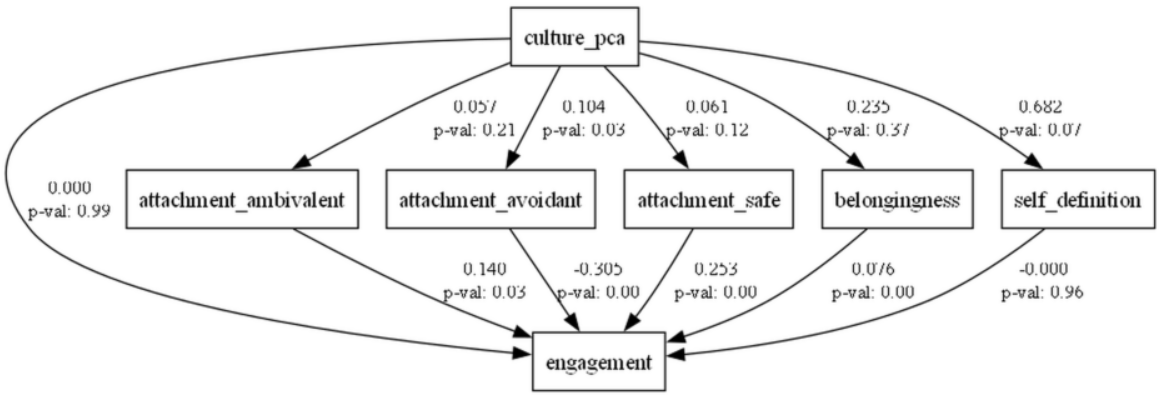 culture_pca
0.057
p-val: 0.21
0.104
p-val: 0.03
0.061
p-val: 0.12
0.235
p-val: 0.37
0.682
p-val: 0.07
0.000
p-val: 0.99
attachment_ambivalent
attachment_avoidant
attachment_safe
belongingness
self_definition
0.140
p-val: 0.03
-0.305
p-val: 0.00
0.253
p-val: 0.00
0.076
p-val: 0.00
-0.000
p-val: 0.96
engagement